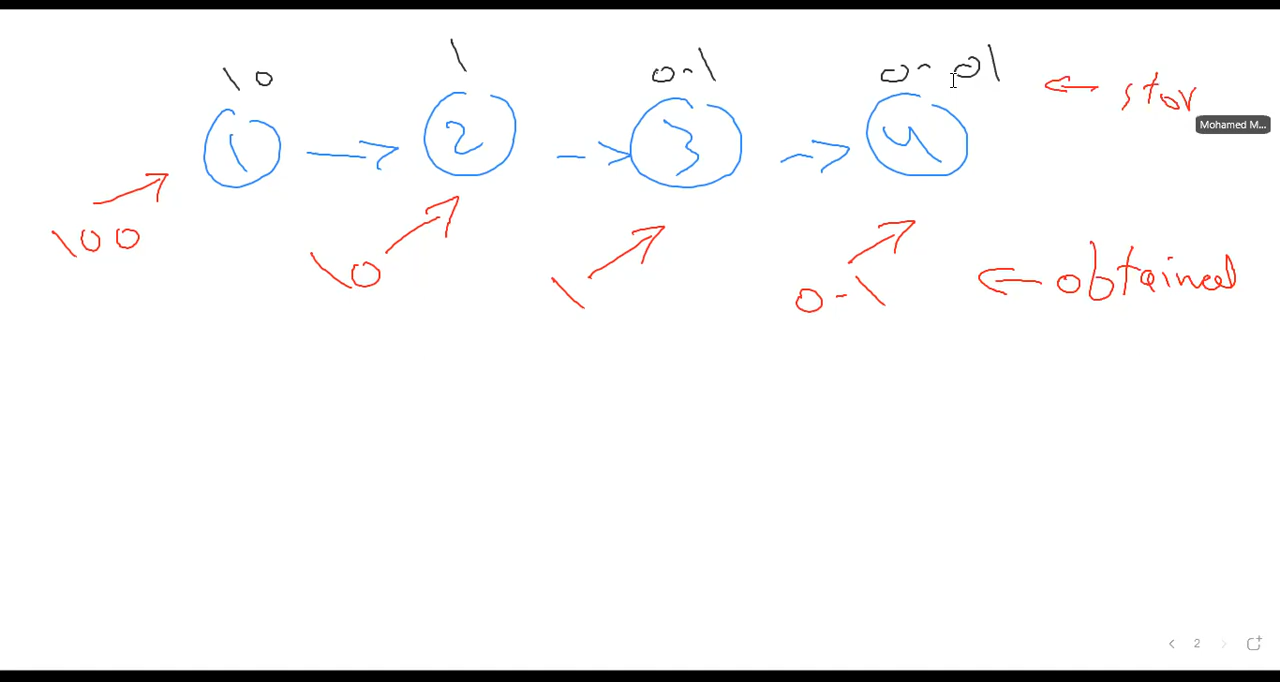 10 1 0.1 0.01 ← stor
Mohamed M...
1 → 2 → 3 → 4
100 10 1 0.1 ← obtained
2